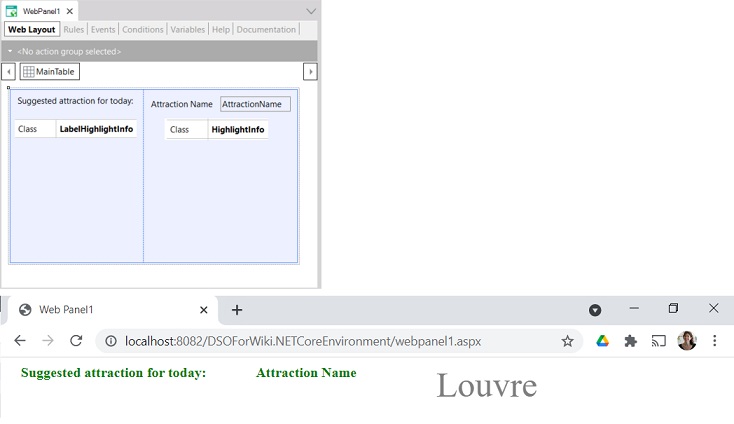 WebPanel1 ×
Web Layout Rules Events Conditions Variables Help Documentation
<No action group selected>
MainTable
Suggested attraction for today: Attraction Name AttractionName
Class LabelHighlightInfo Class HighlightInfo
Web Panel1 × +
localhost:8082/DSOForWiki.NETCoreEnvironment/webpanel1.aspx
Suggested attraction for today: Attraction Name Louvre